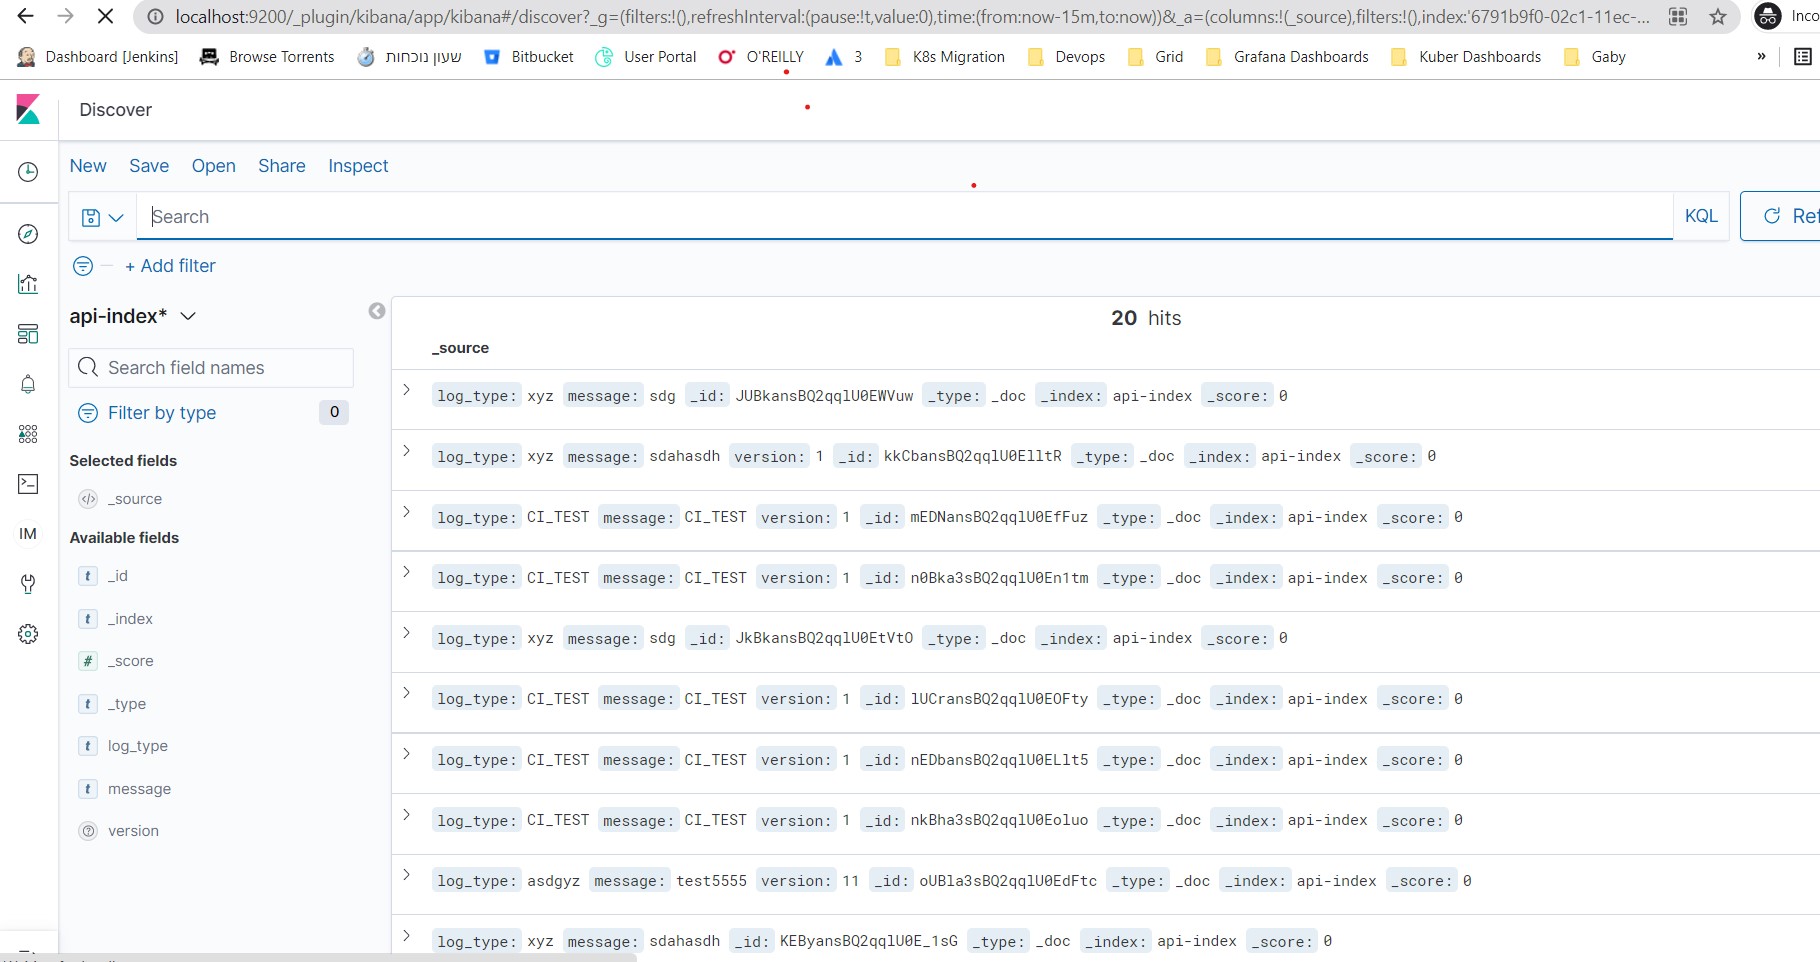 localhost:9200/_plugin/kibana/app/kibana#/discover?_g=(filters:!(),refreshInterval:(pause:!t,value:0),time:(from:now-15m,to:now))&_a=(columns:!(_source),filters:!(),index:'6791b9f0-02c1-11ec-...
Inco
Dashboard [Jenkins] Browse Torrents שעון נוכחות Bitbucket User Portal O'REILLY 3 K8s Migration Devops Grid Grafana Dashboards Kuber Dashboards Gaby »
Discover
New Save Open Share Inspect
Search KQL Ref
+ Add filter
api-index*
Search field names
Filter by type 0
Selected fields
_source
Available fields
_id
_index
_score
_type
log_type
message
version
IM
20 hits
_source
log_type: xyz message: sdg _id: JUBkansBQ2qqlU0EWVuw _type: _doc _index: api-index _score: 0
log_type: xyz message: sdahasdh version: 1 _id: kkCbansBQ2qqlU0ElltR _type: _doc _index: api-index _score: 0
log_type: CI_TEST message: CI_TEST version: 1 _id: mEDNansBQ2qqlU0EfFuz _type: _doc _index: api-index _score: 0
log_type: CI_TEST message: CI_TEST version: 1 _id: n0Bka3sBQ2qqlU0En1tm _type: _doc _index: api-index _score: 0
log_type: xyz message: sdg _id: JkBkansBQ2qqlU0EtVtO _type: _doc _index: api-index _score: 0
log_type: CI_TEST message: CI_TEST version: 1 _id: lUCransBQ2qqlU0EOFty _type: _doc _index: api-index _score: 0
log_type: CI_TEST message: CI_TEST version: 1 _id: nEDbansBQ2qqlU0ELlt5 _type: _doc _index: api-index _score: 0
log_type: CI_TEST message: CI_TEST version: 1 _id: nkBha3sBQ2qqlU0Eoluo _type: _doc _index: api-index _score: 0
log_type: asdgyz message: test5555 version: 11 _id: oUBla3sBQ2qqlU0EdFtc _type: _doc _index: api-index _score: 0
log_type: xyz message: sdahasdh _id: KEByansBQ2qqlU0E_1sG _type: _doc _index: api-index _score: 0